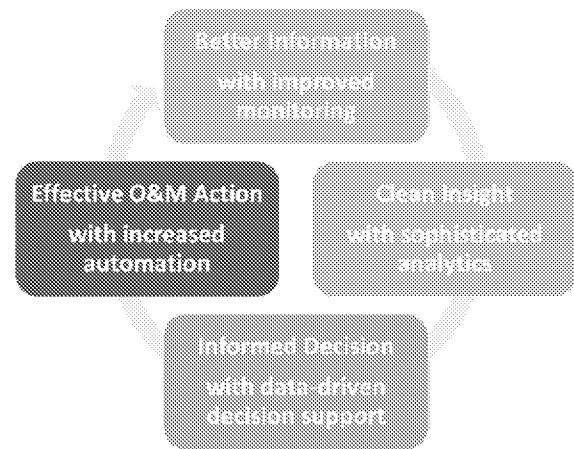 Better Information
with improved
monitoring
Clean Insight
with sophisticated
analytics
Informed Decision
with data-driven
decision support
Effective O&M Action
with increased
automation